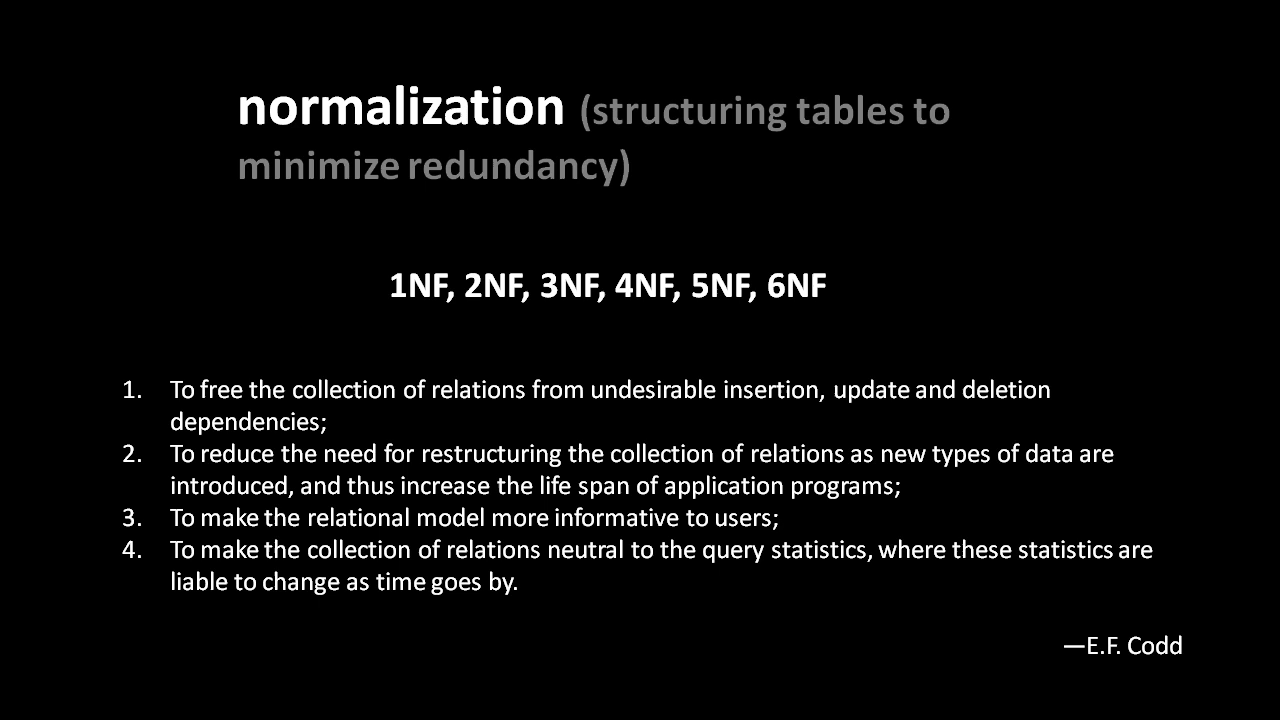 normalization (structuring tables to
minimize redundancy)
1NF, 2NF, 3NF, 4NF, 5NF, 6NF
1. To free the collection of relations from undesirable insertion, update and deletion
dependencies;
2. To reduce the need for restructuring the collection of relations as new types of data are
introduced, and thus increase the life span of application programs;
3. To make the relational model more informative to users;
4. To make the collection of relations neutral to the query statistics, where these statistics are
liable to change as time goes by.
—E.F. Codd